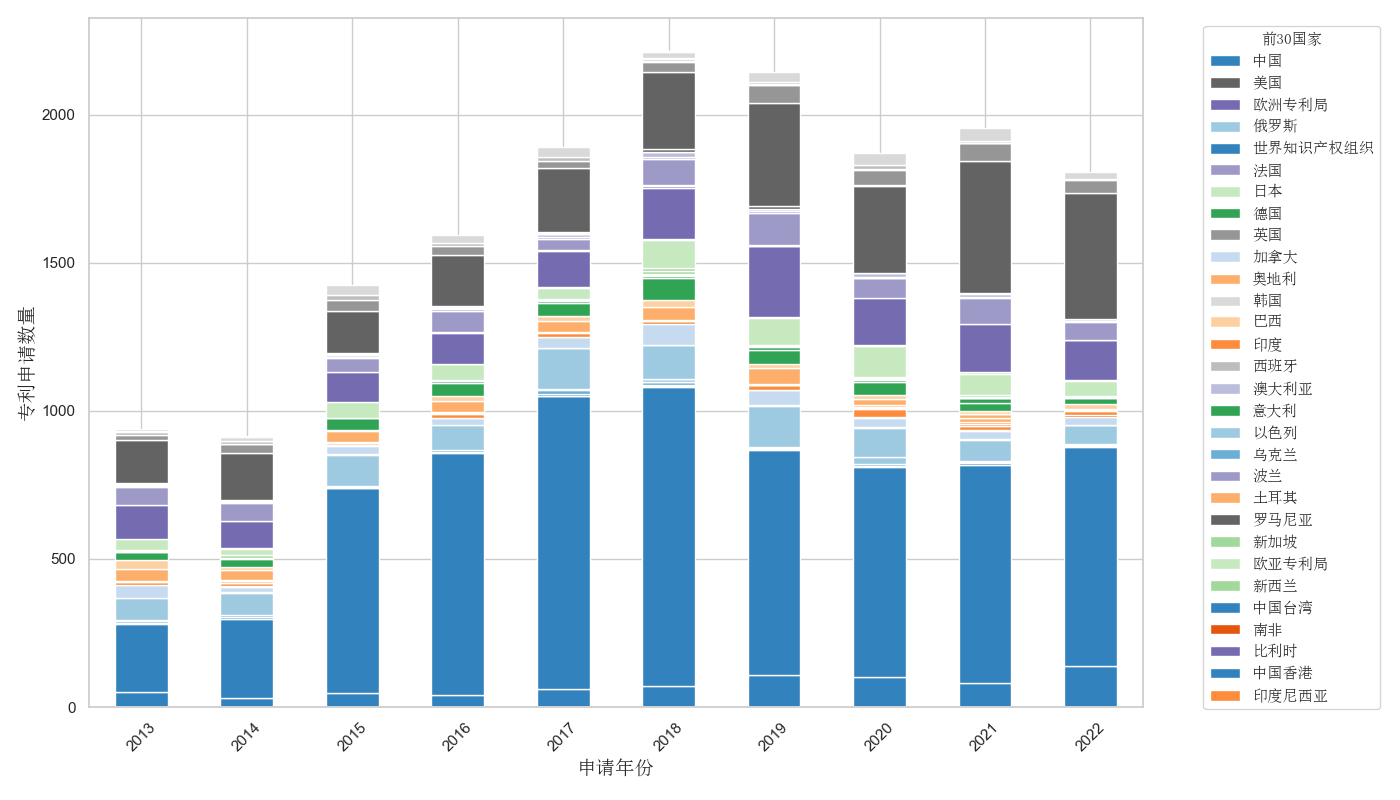 2000
1500
1000
500
0
专利申请数量
2013
2014
2015
2016
2017
2018
2019
2020
2021
2022
申请年份
前30国家
中国
美国
欧洲专利局
俄罗斯
世界知识产权组织
法国
日本
德国
英国
加拿大
奥地利
韩国
巴西
印度
西班牙
澳大利亚
意大利
以色列
乌克兰
波兰
土耳其
罗马尼亚
新加坡
欧亚专利局
新西兰
中国台湾
南非
比利时
中国香港
印度尼西亚